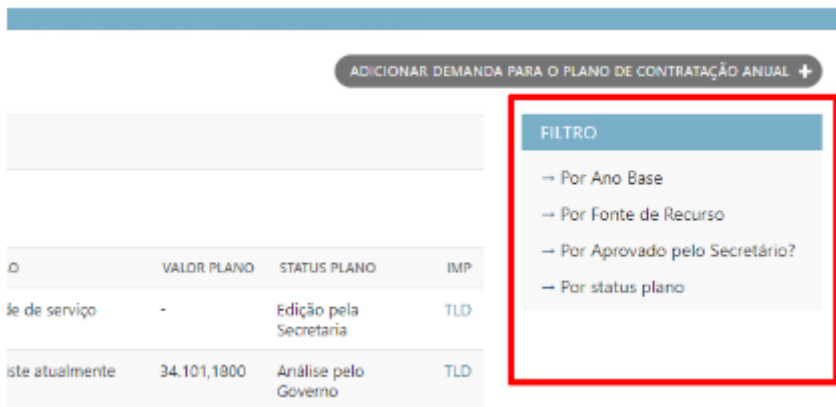 ADICIONAR DEMANDA PARA O PLANO DE CONTRATAÇÃO ANUAL +
FILTRO
→ Por Ano Base
→ Por Fonte de Recurso
→ Por Aprovado pelo Secretário?
→ Por status plano
VALOR PLANO STATUS PLANO IMP
de serviço - Edição pela TLD
Secretaria
atualmente 34.101,1800 Análise pelo TLD
Governo